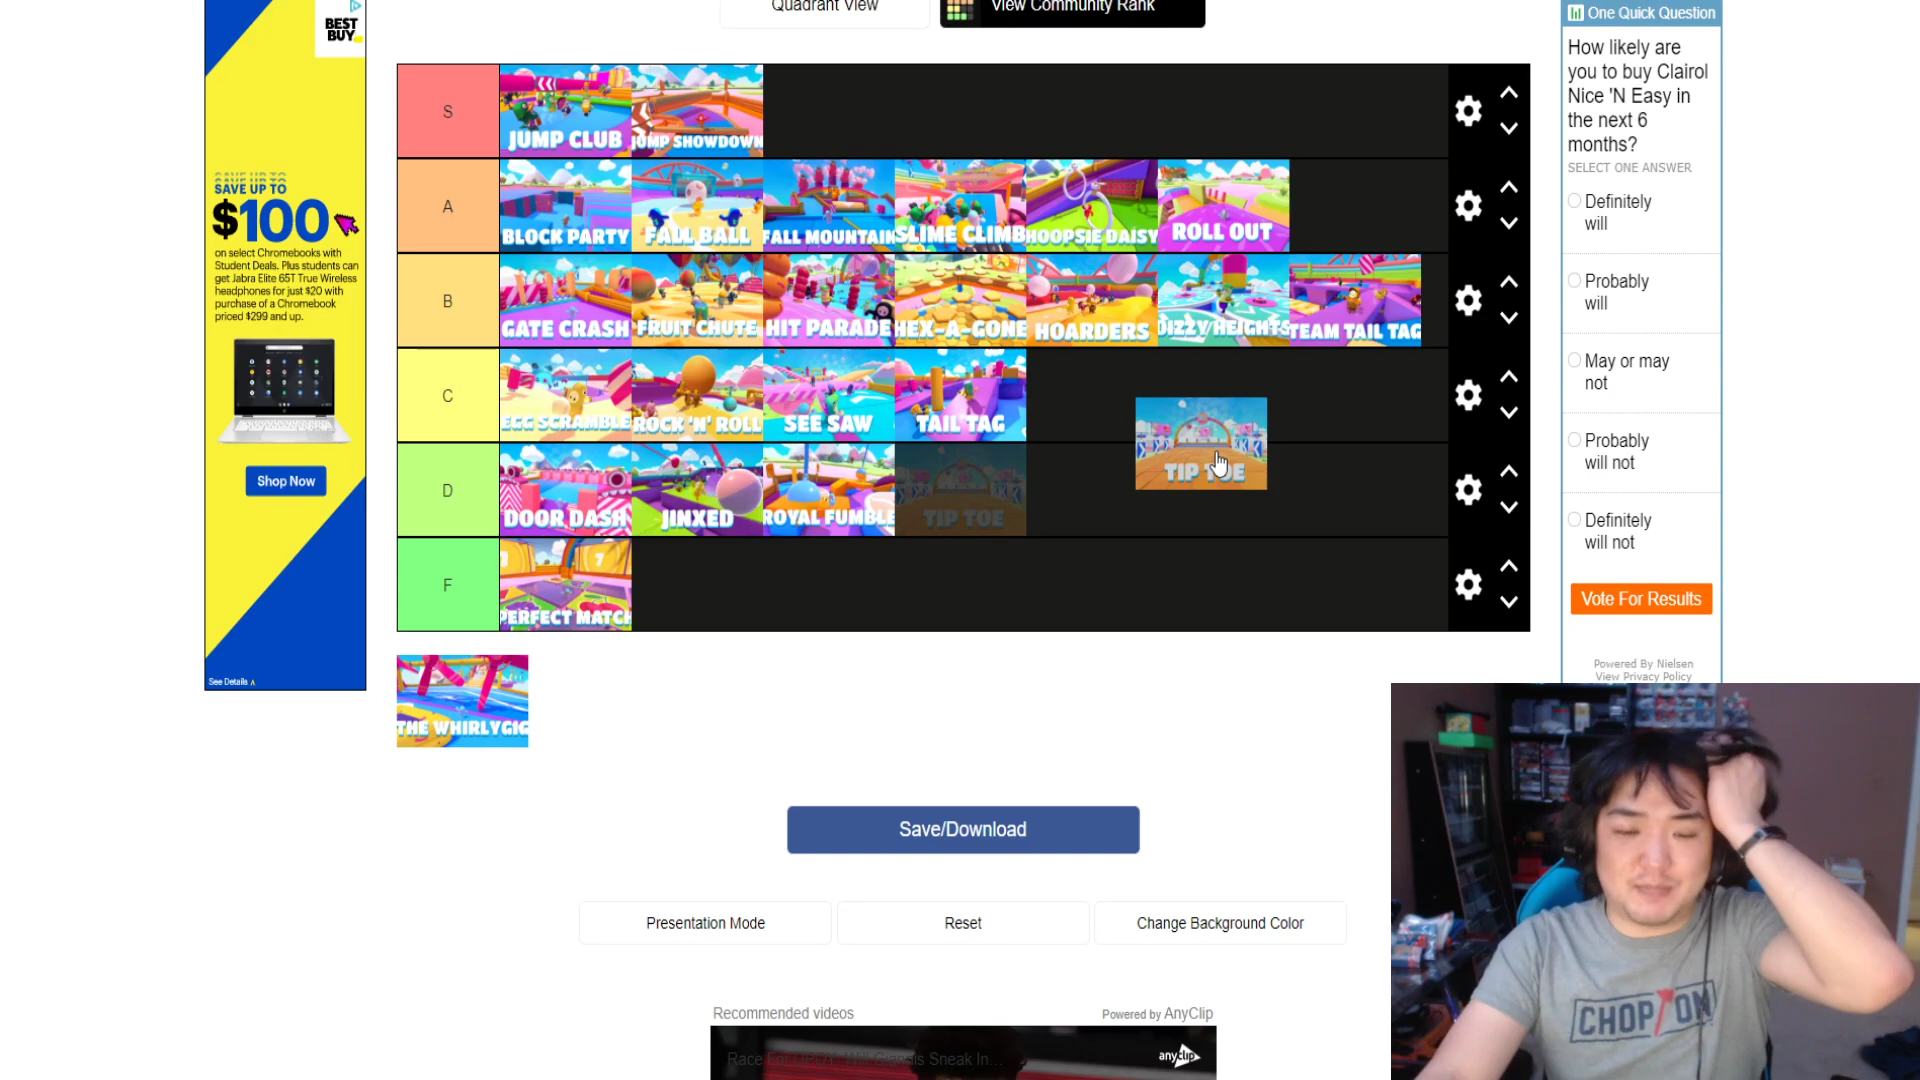 Quadrant View
View Community Rank
BEST
BUY
SAVE UP TO
$100
on select Chromebooks with
Student Deals. Plus students can
get Jabra Elite 65T True Wireless
headphones for just $20 with
purchase of a Chromebook
priced $299 and up.
Shop Now
See Details
S
JUMP CLUB
JUMP SHOWDOWN
A
BLOCK PARTY
FALL BALL
FALL MOUNTAIN
SLIME CLIMB
HOOPSIE DAISY
ROLL OUT
B
GATE CRASH
FRUIT CHUTE
HIT PARADE
HEX-A-GONE
HOARDERS
DIZZY HEIGHTS
TEAM TAIL TAG
C
EGG SCRAMBLE
ROCK 'N' ROLL
SEE SAW
TAIL TAG
TIP TOE
D
DOOR DASH
JINXED
ROYAL FUMBLE
TIP TOE
F
PERFECT MATCH
THE WHIRLYGIG
Save/Download
Presentation Mode
Reset
Change Background Color
Recommended videos
Powered by AnyClip
anyclip
One Quick Question
How likely are
you to buy Clairol
Nice 'N Easy in
the next 6
months?
SELECT ONE ANSWER
Definitely
will
Probably
will
May or may
not
Probably
will not
Definitely
will not
Vote For Results
Powered By Nielsen
View Privacy Policy
CHOP ON